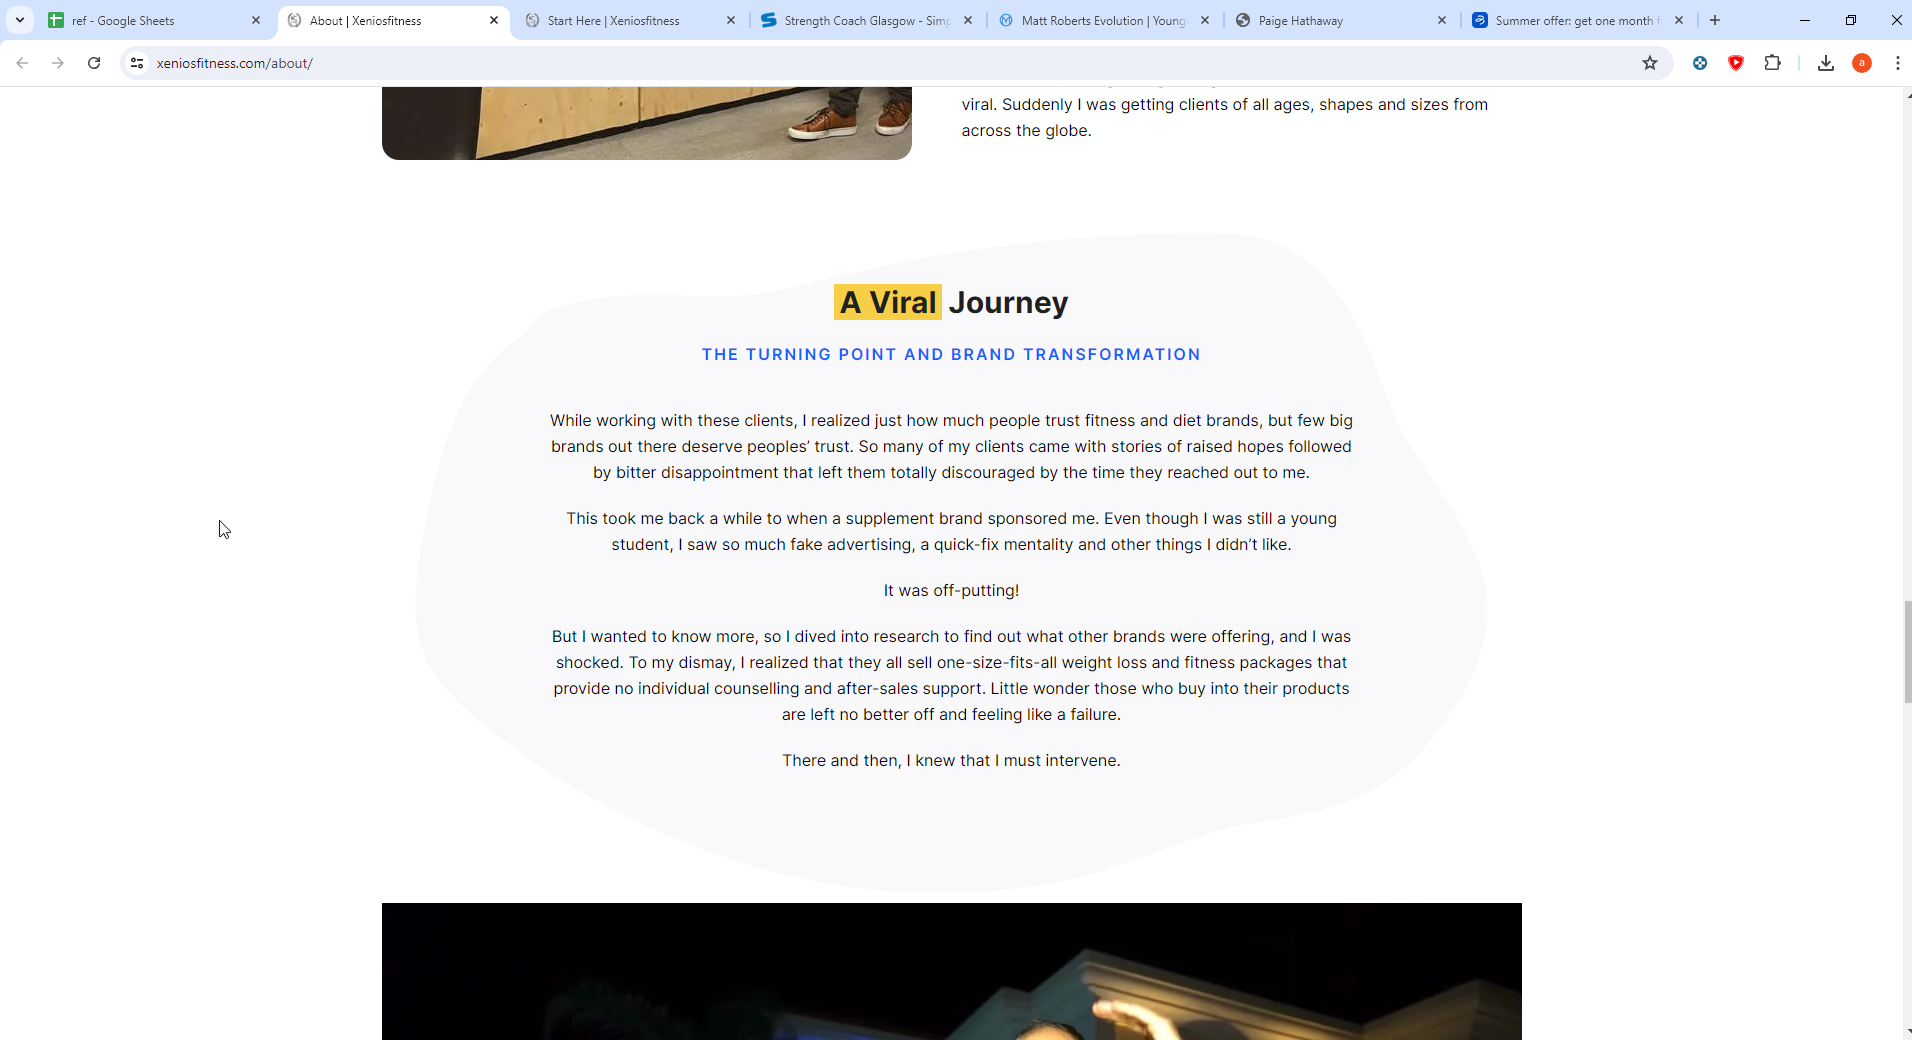 ref - Google Sheets
About | Xeniosfitness
Start Here | Xeniosfitness
Strength Coach Glasgow - Simp
Matt Roberts Evolution | Young
Paige Hathaway
Summer offer: get one month f
xeniosfitness.com/about/
a
viral. Suddenly I was getting clients of all ages, shapes and sizes from
across the globe.
A Viral Journey
THE TURNING POINT AND BRAND TRANSFORMATION
While working with these clients, I realized just how much people trust fitness and diet brands, but few big
brands out there deserve peoples’ trust. So many of my clients came with stories of raised hopes followed
by bitter disappointment that left them totally discouraged by the time they reached out to me.
This took me back a while to when a supplement brand sponsored me. Even though I was still a young
student, I saw so much fake advertising, a quick-fix mentality and other things I didn’t like.
It was off-putting!
But I wanted to know more, so I dived into research to find out what other brands were offering, and I was
shocked. To my dismay, I realized that they all sell one-size-fits-all weight loss and fitness packages that
provide no individual counselling and after-sales support. Little wonder those who buy into their products
are left no better off and feeling like a failure.
There and then, I knew that I must intervene.